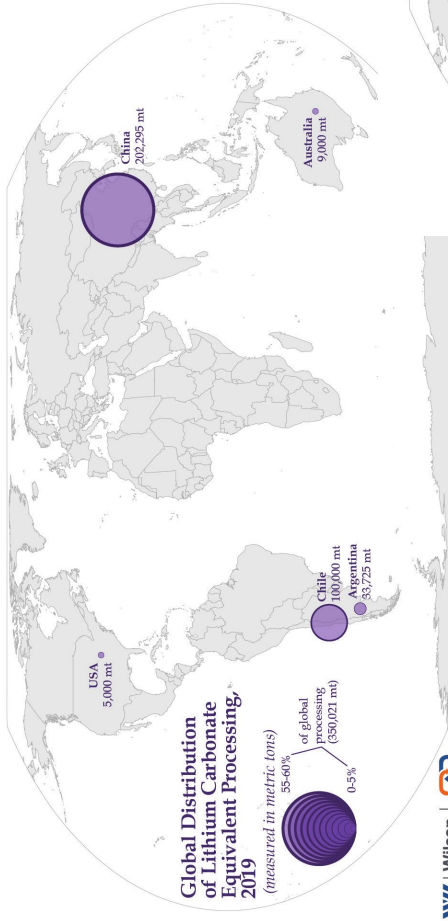 Global Distribution
of Lithium Carbonate
Equivalent Processing,
2019
(measured in metric tons)
55-60%
of global
processing
(350,021 mt)
0-5%
USA
5,000 mt
Chile
100,000 mt
Argentina
33,725 mt
China
202,295 mt
Australia
9,000 mt
Wilson